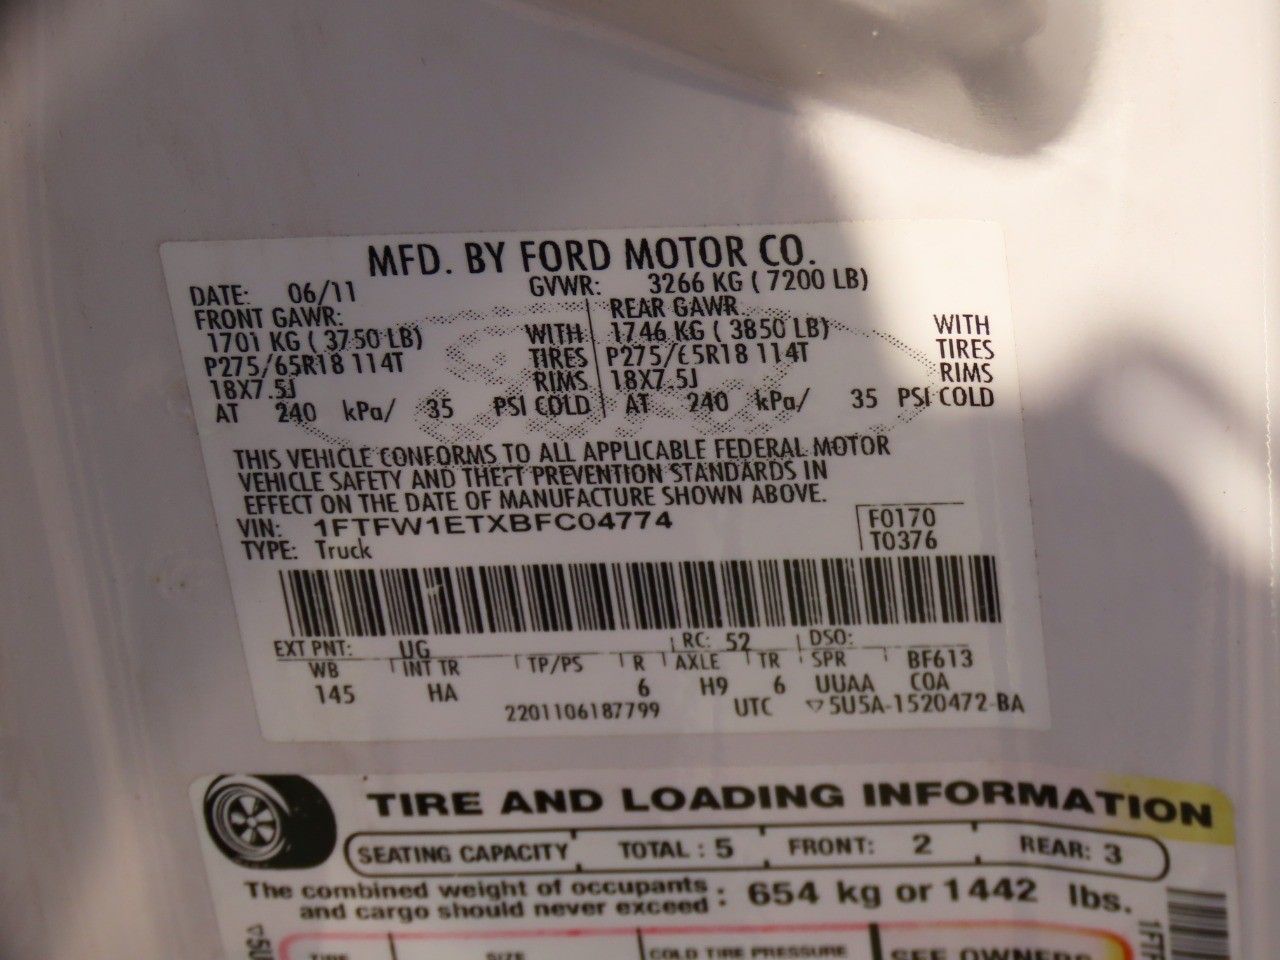 MFD. BY FORD MOTOR CO.
DATE: 06/11 GVWR: 3266 KG ( 7200 LB)
FRONT GAWR: REAR GAWR
1701 KG ( 3750 LB) WITH 1746 KG ( 3850 LB) WITH
P275/65R18 114T TIRES P275/65R18 114T TIRES
18X7.5J RIMS 18X7.5J RIMS
AT 240 kPa/ 35 PSI COLD AT 240 kPa/ 35 PSI COLD
THIS VEHICLE CONFORMS TO ALL APPLICABLE FEDERAL MOTOR
VEHICLE SAFETY AND THEFT PREVENTION STANDARDS IN
EFFECT ON THE DATE OF MANUFACTURE SHOWN ABOVE.
VIN: 1FTFW1ETXBFC04774 F0170
TYPE: Truck T0376
EXT PNT: UG RC: 52 DSO:
WB INT TR TP/PS R AXLE TR SPR BF613
145 HA 6 H9 6 UUAA COA
2201106187799 UTC ▽5U5A-1520472-BA
TIRE AND LOADING INFORMATION
SEATING CAPACITY TOTAL : 5 FRONT: 2 REAR: 3
The combined weight of occupants
and cargo should never exceed : 654 kg or 1442 lbs.
▽5U
1FTF
TIRE SIZE COLD TIRE PRESSURE SEE OWNERS